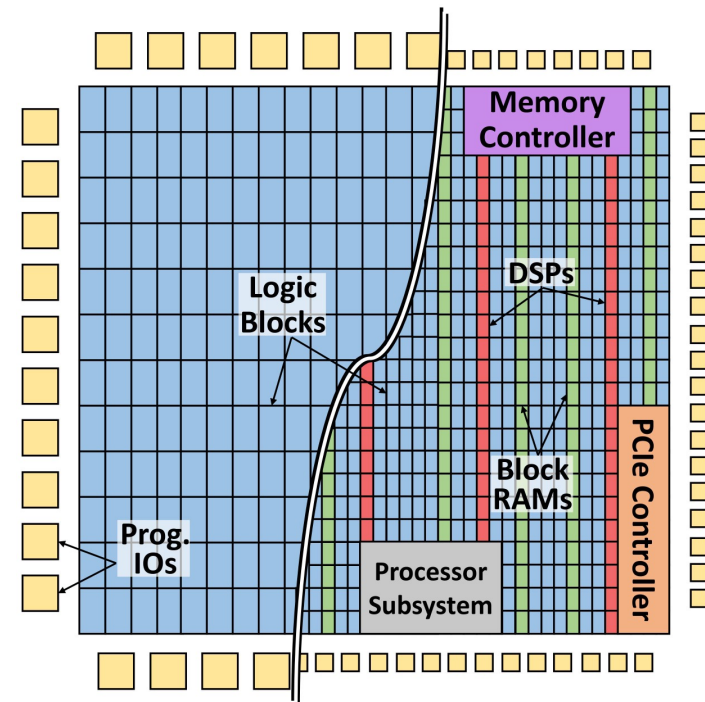 Memory
Controller
DSPs
Logic
Blocks
Block
RAMs
PCIe Controller
Prog.
IOs
Processor
Subsystem